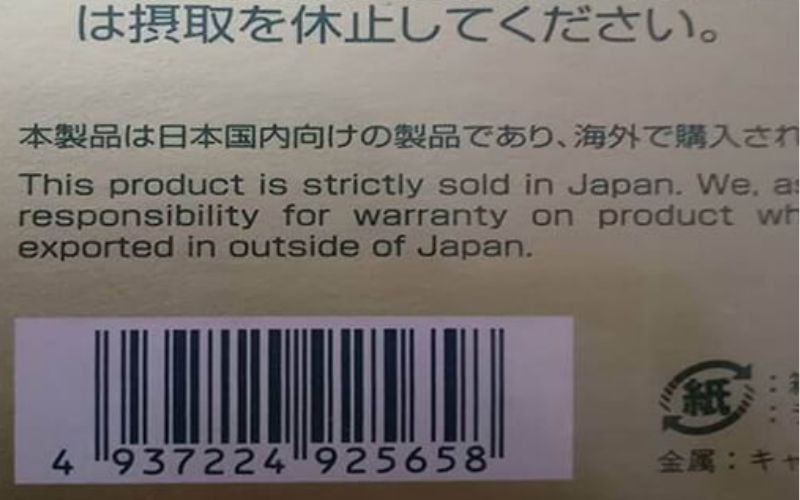 は摂取を休止してください。
本製品は日本国内向けの製品であり、海外で購入され
This product is strictly sold in Japan. We, as
responsibility for warranty on product wh
exported in outside of Japan.
4 937224 925658
紙
金属：キャ